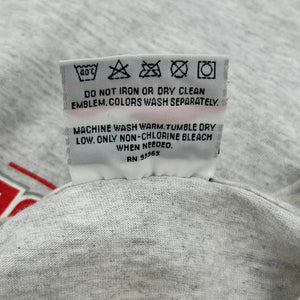 40°C
DO NOT IRON OR DRY CLEAN
EMBLEM. COLORS WASH SEPARATELY.
MACHINE WASH WARM. TUMBLE DRY
LOW. ONLY NON-CHLORINE BLEACH
WHEN NEEDED.
RN